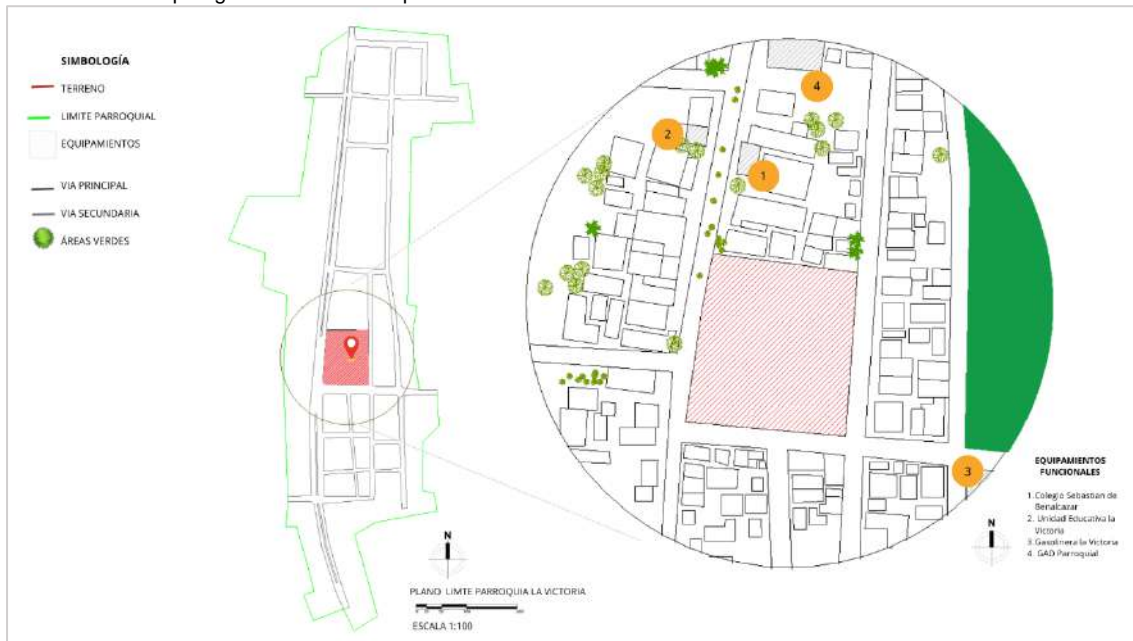 SIMBOLOGÍA
TERRENO
LIMITE PARROQUIAL
EQUIPAMIENTOS
VIA PRINCIPAL
VIA SECUNDARIA
ÁREAS VERDES
N
PLANO LIMTE PARROQUIA LA VICTORIA
ESCALA 1:100
4
2
1
3
EQUIPAMIENTOS
FUNCIONALES
1.Colegio Sebastian de
Benalcazar
2. Unidad Educativa la
Victoria
3.Gasolinera la Victoria
4. GAD Parroquial
N